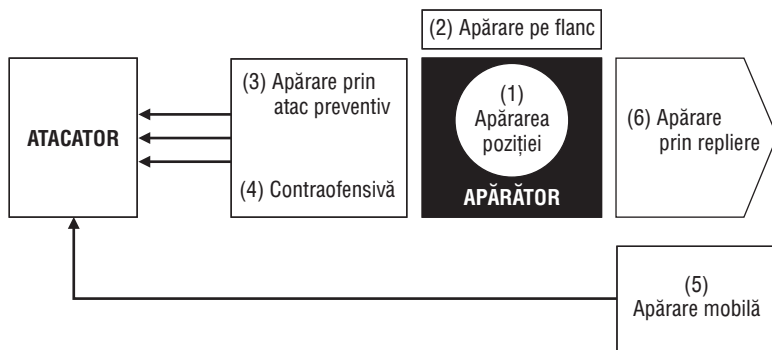 (2) Apărare pe flanc
ATACATOR
(3) Apărare prin
atac preventiv
(4) Contraofensivă
(1)
Apărarea
poziției
APĂRĂTOR
(6) Apărare
prin repliere
(5)
Apărare mobilă